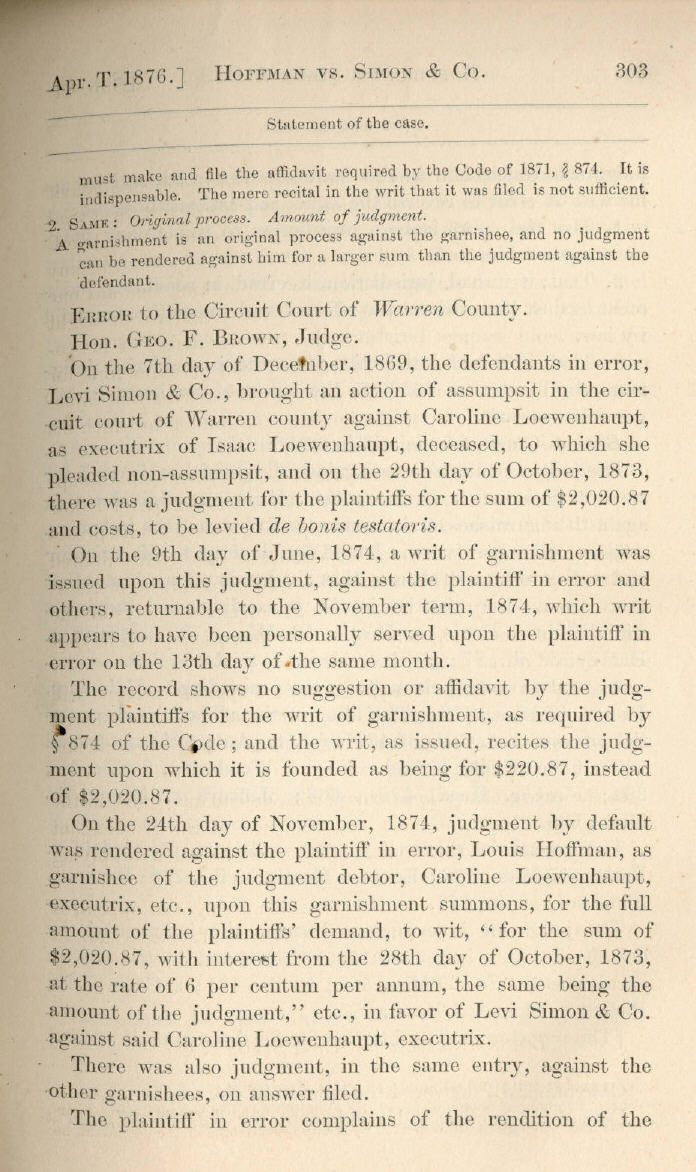 Apr. T. 1876.] HOFFMAN VS. SIMON & CO. 303
Statement of the case.
must make and file the affidavit required by the Code of 1871, § 874. It is
indispensable. The mere recital in the writ that it was filed is not sufficient.
2. SAME: Original process. Amount of judgment.
A garnishment is an original process against the garnishee, and no judgment
can be rendered against him for a larger sum than the judgment against the
defendant.
ERROR to the Circuit Court of Warren County.
Hon. GEO. F. BROWN, Judge.
On the 7th day of December, 1869, the defendants in error,
Levi Simon & Co., brought an action of assumpsit in the cir-
cuit court of Warren county against Caroline Loewenhaupt,
as executrix of Isaac Loewenhaupt, deceased, to which she
pleaded non-assumpsit, and on the 29th day of October, 1873,
there was a judgment for the plaintiffs for the sum of $2,020.87
and costs, to be levied de bonis testatoris.
On the 9th day of June, 1874, a writ of garnishment was
issued upon this judgment, against the plaintiff in error and
others, returnable to the November term, 1874, which writ
appears to have been personally served upon the plaintiff in
error on the 13th day of the same month.
The record shows no suggestion or affidavit by the judg-
ment plaintiffs for the writ of garnishment, as required by
§ 874 of the Code; and the writ, as issued, recites the judg-
ment upon which it is founded as being for $220.87, instead
of $2,020.87.
On the 24th day of November, 1874, judgment by default
was rendered against the plaintiff in error, Louis Hoffman, as
garnishee of the judgment debtor, Caroline Loewenhaupt,
executrix, etc., upon this garnishment summons, for the full
amount of the plaintiffs' demand, to wit, "for the sum of
$2,020.87, with interest from the 28th day of October, 1873,
at the rate of 6 per centum per annum, the same being the
amount of the judgment," etc., in favor of Levi Simon & Co.
against said Caroline Loewenhaupt, executrix.
There was also judgment, in the same entry, against the
other garnishees, on answer filed.
The plaintiff in error complains of the rendition of the